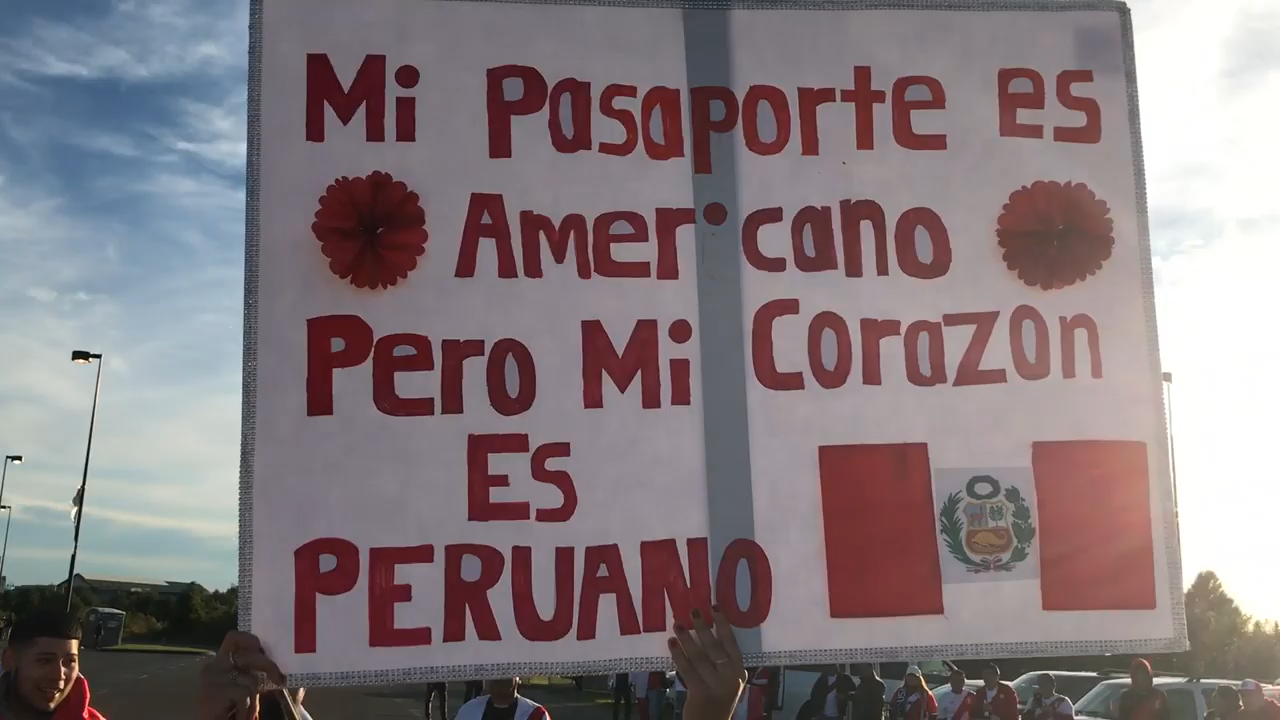 Mi Pasaporte es
Americano
Pero Mi Corazon
Es
PERUANO